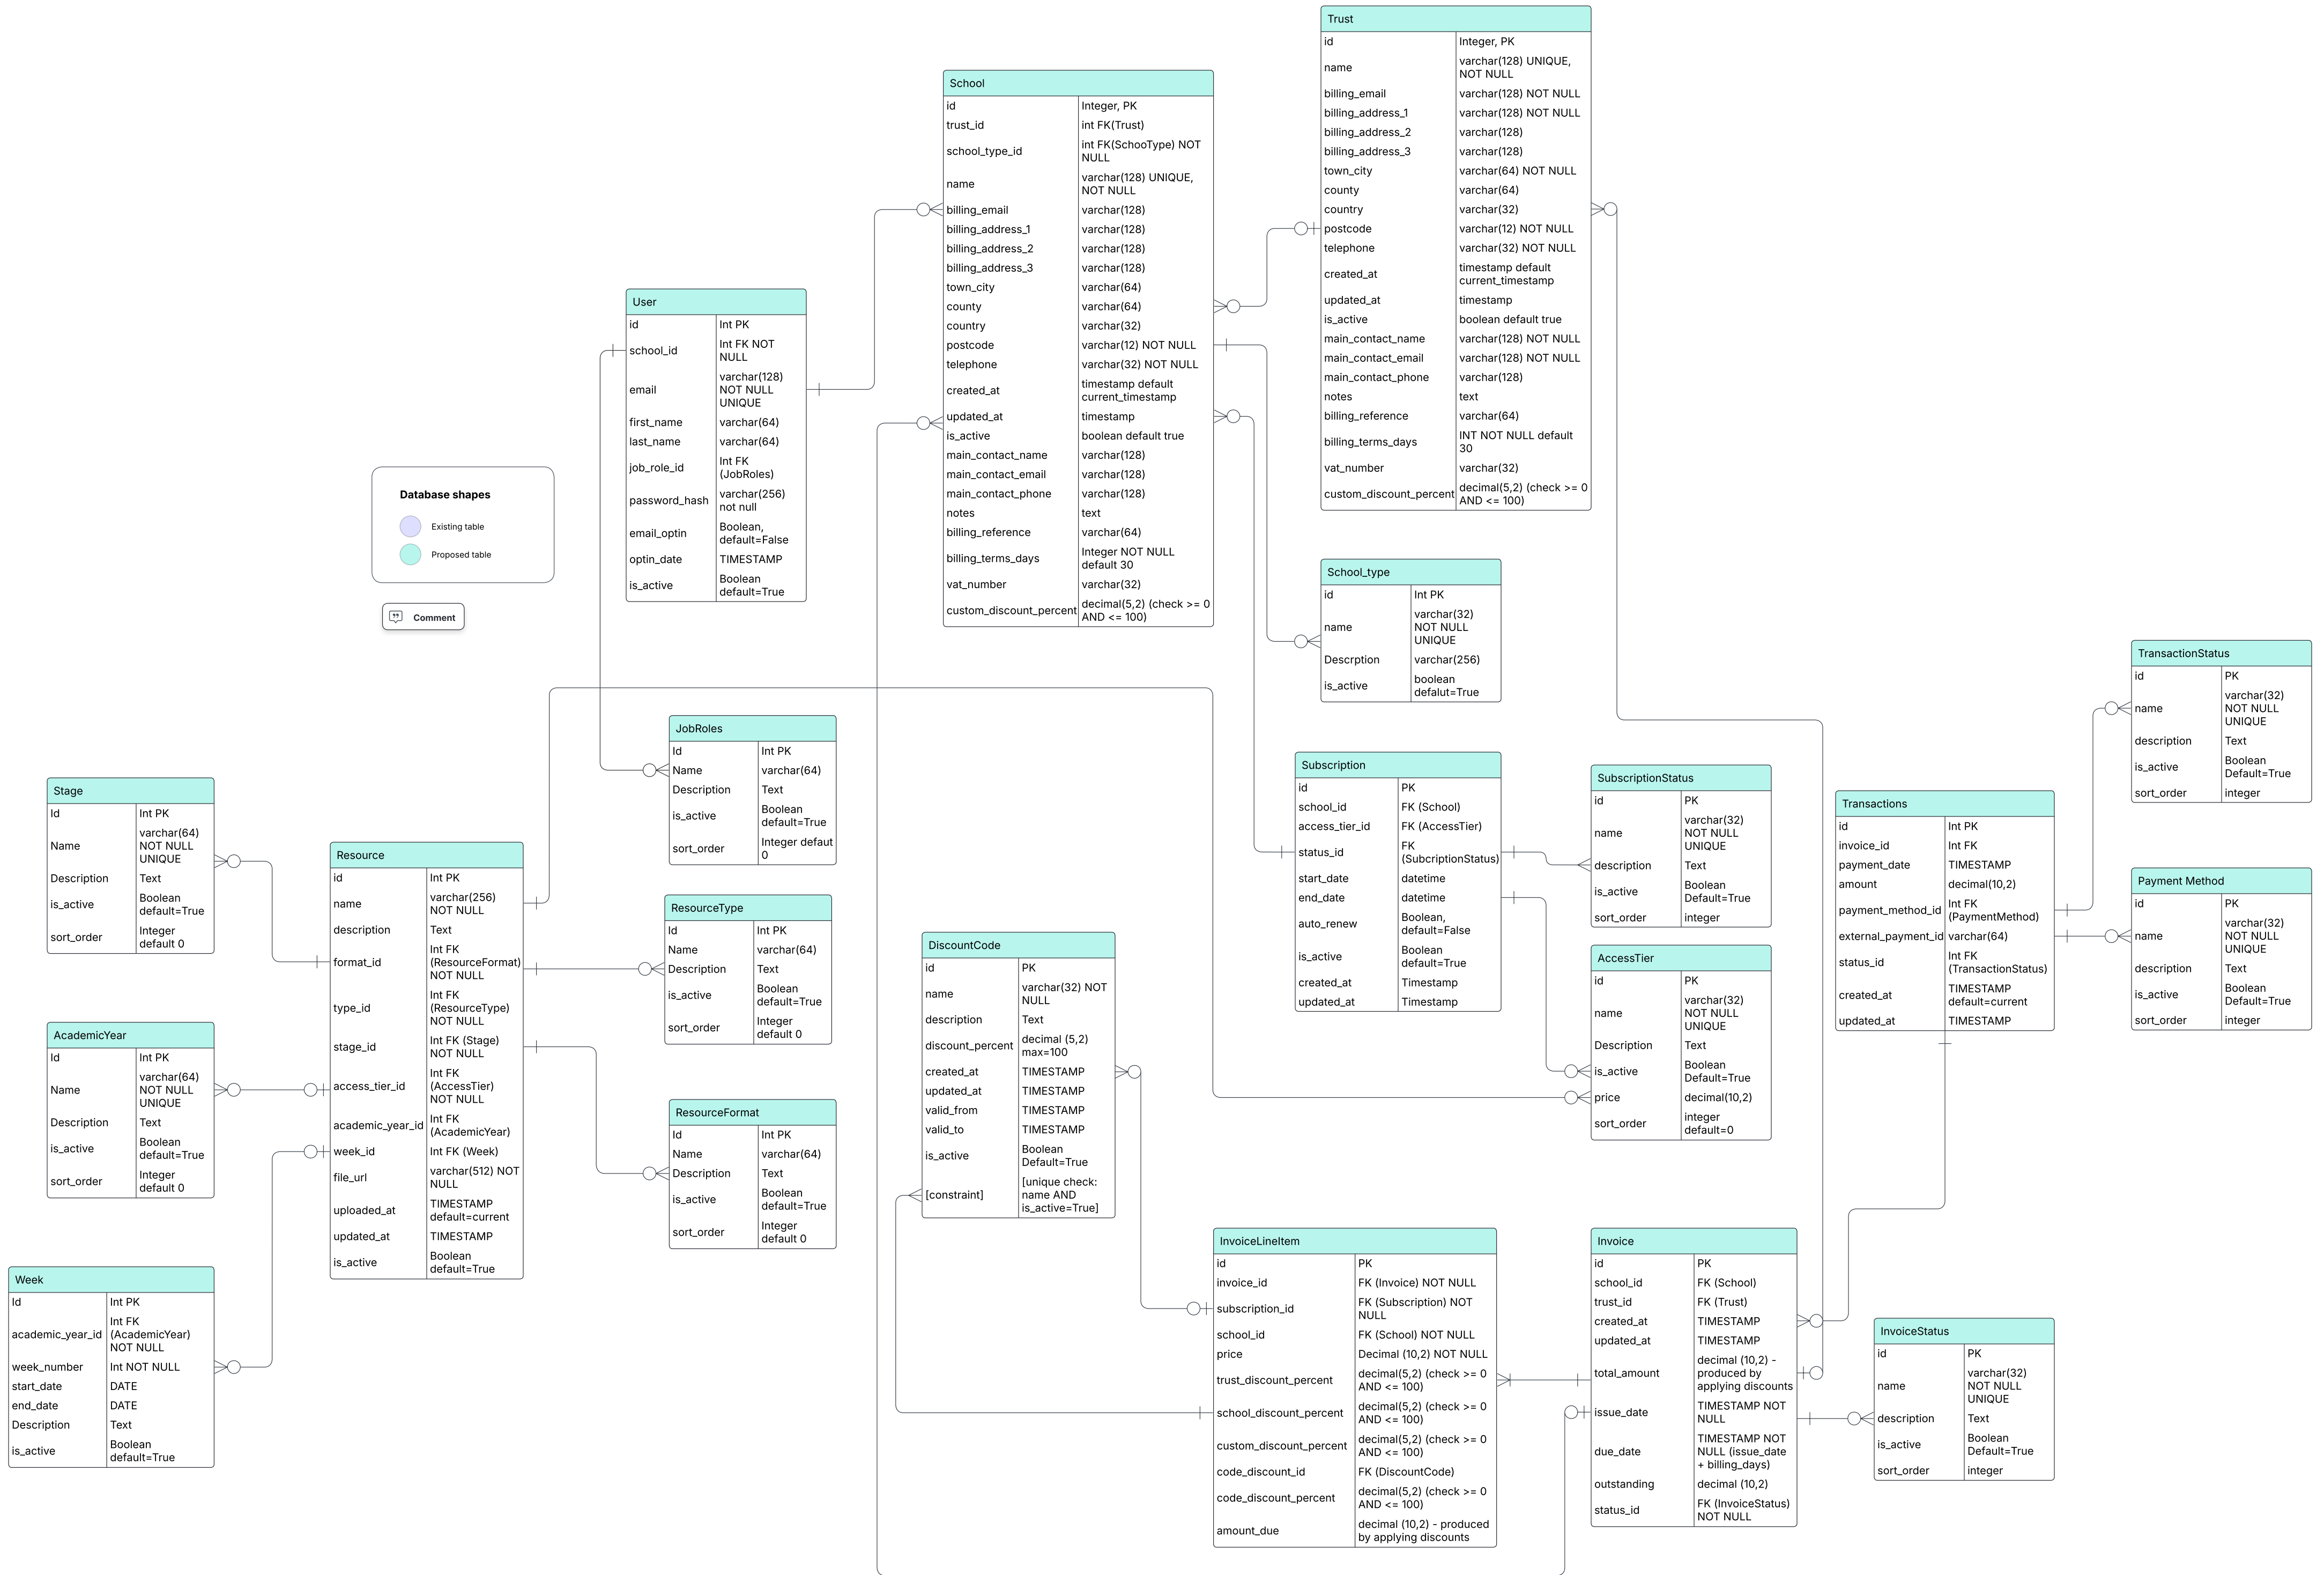 Trust
id Integer, PK
name varchar(128) UNIQUE,
NOT NULL
billing_email varchar(128) NOT NULL
billing_address_1 varchar(128) NOT NULL
billing_address_2 varchar(128)
billing_address_3 varchar(128)
town_city varchar(64) NOT NULL
county varchar(64)
country varchar(32)
postcode varchar(12) NOT NULL
telephone varchar(32) NOT NULL
created_at timestamp default
current_timestamp
updated_at timestamp
is_active boolean default true
main_contact_name varchar(128) NOT NULL
main_contact_email varchar(128) NOT NULL
main_contact_phone varchar(128)
notes text
billing_reference varchar(64)
billing_terms_days INT NOT NULL default
30
vat_number varchar(32)
custom_discount_percent decimal(5,2) (check >= 0
AND <= 100)
School
id Integer, PK
trust_id int FK(Trust)
school_type_id int FK(SchooType) NOT
NULL
name varchar(128) UNIQUE,
NOT NULL
billing_email varchar(128)
billing_address_1 varchar(128)
billing_address_2 varchar(128)
billing_address_3 varchar(128)
town_city varchar(64)
county varchar(64)
country varchar(32)
postcode varchar(12) NOT NULL
telephone varchar(32) NOT NULL
created_at timestamp default
current_timestamp
updated_at timestamp
is_active boolean default true
main_contact_name varchar(128)
main_contact_email varchar(128)
main_contact_phone varchar(128)
notes text
billing_reference varchar(64)
billing_terms_days Integer NOT NULL
default 30
vat_number varchar(32)
custom_discount_percent decimal(5,2) (check >= 0
AND <= 100)
User
id Int PK
school_id Int FK NOT
NULL
email varchar(128)
NOT NULL
UNIQUE
first_name varchar(64)
last_name varchar(64)
job_role_id Int FK
(JobRoles)
password_hash varchar(256)
not null
email_optin Boolean,
default=False
optin_date TIMESTAMP
is_active Boolean
default=True
Database shapes
Existing table
Proposed table
Comment
School_type
id Int PK
name varchar(32)
NOT NULL
UNIQUE
Descrption varchar(256)
is_active boolean
defalut=True
TransactionStatus
id PK
name varchar(32)
NOT NULL
UNIQUE
description Text
is_active Boolean
Default=True
sort_order integer
JobRoles
Id Int PK
Name varchar(64)
Description Text
is_active Boolean
default=True
sort_order Integer defaut
0
Subscription
id PK
school_id FK (School)
access_tier_id FK (AccessTier)
status_id FK
(SubcriptionStatus)
start_date datetime
end_date datetime
auto_renew Boolean,
default=False
is_active Boolean
default=True
created_at Timestamp
updated_at Timestamp
SubscriptionStatus
id PK
name varchar(32)
NOT NULL
UNIQUE
description Text
is_active Boolean
Default=True
sort_order integer
Transactions
id Int PK
invoice_id Int FK
payment_date TIMESTAMP
amount decimal(10,2)
payment_method_id Int FK
(PaymentMethod)
external_payment_id varchar(64)
status_id Int FK
(TransactionStatus)
created_at TIMESTAMP
default=current
updated_at TIMESTAMP
Payment Method
id PK
name varchar(32)
NOT NULL
UNIQUE
description Text
is_active Boolean
Default=True
sort_order integer
Stage
Id Int PK
Name varchar(64)
NOT NULL
UNIQUE
Description Text
is_active Boolean
default=True
sort_order Integer
default 0
Resource
id Int PK
name varchar(256)
NOT NULL
description Text
format_id Int FK
(ResourceFormat)
NOT NULL
type_id Int FK
(ResourceType)
NOT NULL
stage_id Int FK (Stage)
NOT NULL
access_tier_id Int FK
(AccessTier)
NOT NULL
academic_year_id Int FK
(AcademicYear)
week_id Int FK (Week)
file_url varchar(512) NOT
NULL
uploaded_at TIMESTAMP
default=current
updated_at TIMESTAMP
is_active Boolean
default=True
ResourceType
Id Int PK
Name varchar(64)
Description Text
is_active Boolean
default=True
sort_order Integer
default 0
DiscountCode
id PK
name varchar(32) NOT
NULL
description Text
discount_percent decimal (5,2)
max=100
created_at TIMESTAMP
updated_at TIMESTAMP
valid_from TIMESTAMP
valid_to TIMESTAMP
is_active Boolean
Default=True
[constraint] [unique check:
name AND
is_active=True]
AccessTier
id PK
name varchar(32)
NOT NULL
UNIQUE
Description Text
is_active Boolean
Default=True
price decimal(10,2)
sort_order integer
default=0
AcademicYear
Id Int PK
Name varchar(64)
NOT NULL
UNIQUE
Description Text
is_active Boolean
default=True
sort_order Integer
default 0
ResourceFormat
Id Int PK
Name varchar(64)
Description Text
is_active Boolean
default=True
sort_order Integer
default 0
Week
Id Int PK
academic_year_id Int FK
(AcademicYear)
NOT NULL
week_number Int NOT NULL
start_date DATE
end_date DATE
Description Text
is_active Boolean
default=True
InvoiceLineItem
id PK
invoice_id FK (Invoice) NOT NULL
subscription_id FK (Subscription) NOT
NULL
school_id FK (School) NOT NULL
price Decimal (10,2) NOT NULL
trust_discount_percent decimal(5,2) (check >= 0
AND <= 100)
school_discount_percent decimal(5,2) (check >= 0
AND <= 100)
custom_discount_percent decimal(5,2) (check >= 0
AND <= 100)
code_discount_id FK (DiscountCode)
code_discount_percent decimal(5,2) (check >= 0
AND <= 100)
amount_due decimal (10,2) - produced
by applying discounts
Invoice
id PK
school_id FK (School)
trust_id FK (Trust)
created_at TIMESTAMP
updated_at TIMESTAMP
total_amount decimal (10,2) -
produced by
applying discounts
issue_date TIMESTAMP NOT
NULL
due_date TIMESTAMP NOT
NULL (issue_date
+ billing_days)
outstanding decimal (10,2)
status_id FK (InvoiceStatus)
NOT NULL
InvoiceStatus
id PK
name varchar(32)
NOT NULL
UNIQUE
description Text
is_active Boolean
Default=True
sort_order integer